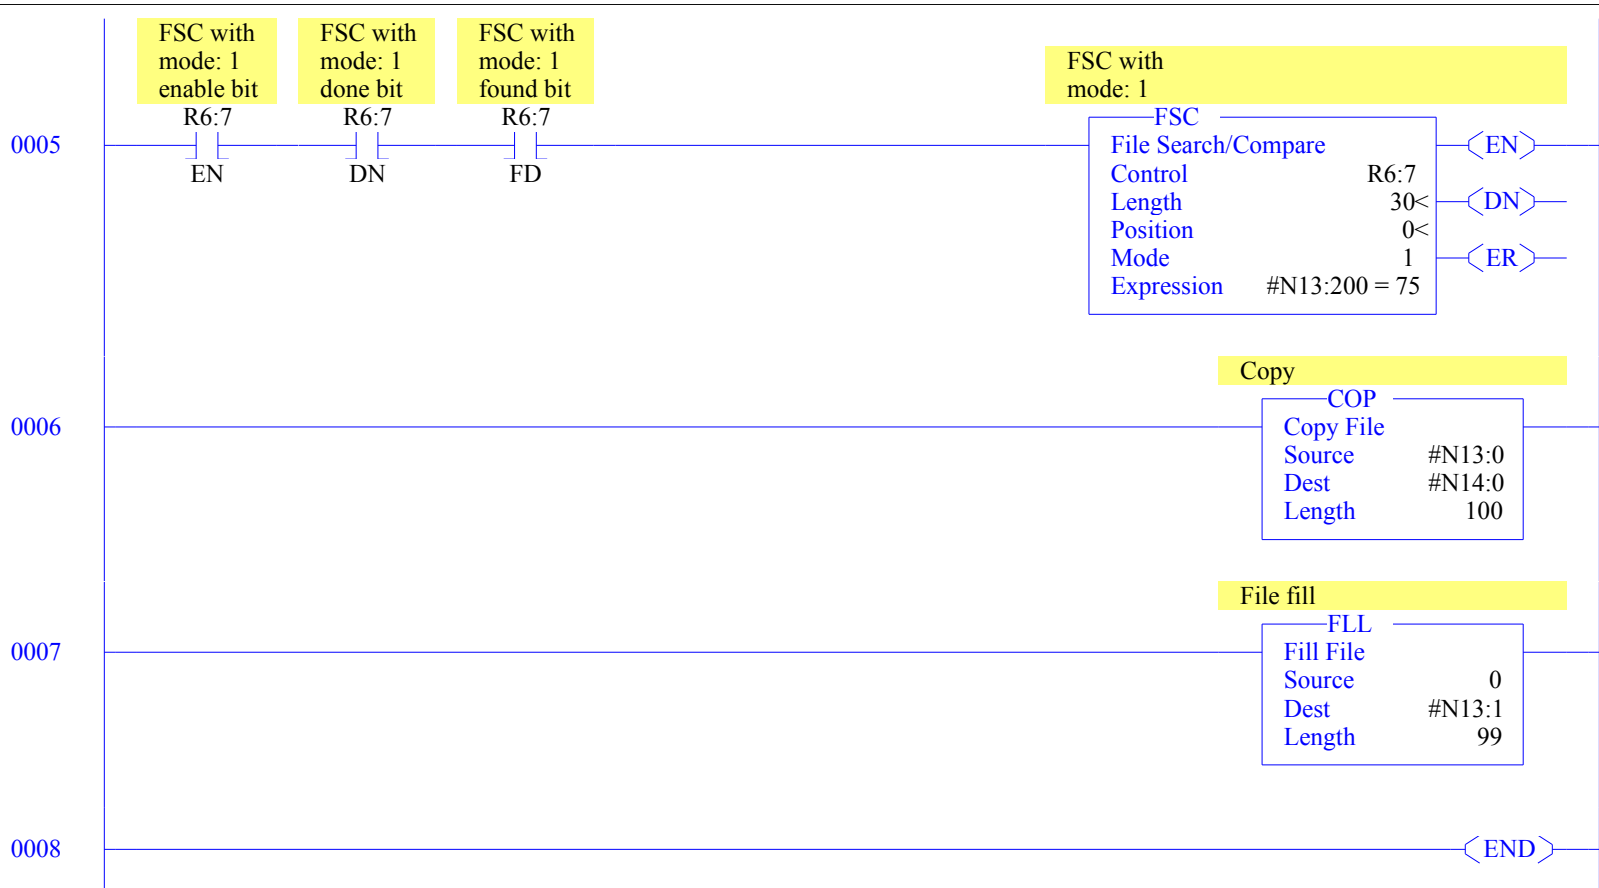 FSC with
mode: 1
enable bit
FSC with
mode: 1
done bit
FSC with
mode: 1
found bit
FSC with
mode: 1
0005
R6:7
EN
R6:7
DN
R6:7
FD
FSC
File Search/Compare
Control R6:7
Length 30<
Position 0<
Mode 1
Expression #N13:200 = 75
EN
DN
ER
Copy
0006
COP
Copy File
Source #N13:0
Dest #N14:0
Length 100
File fill
0007
FLL
Fill File
Source 0
Dest #N13:1
Length 99
0008
END